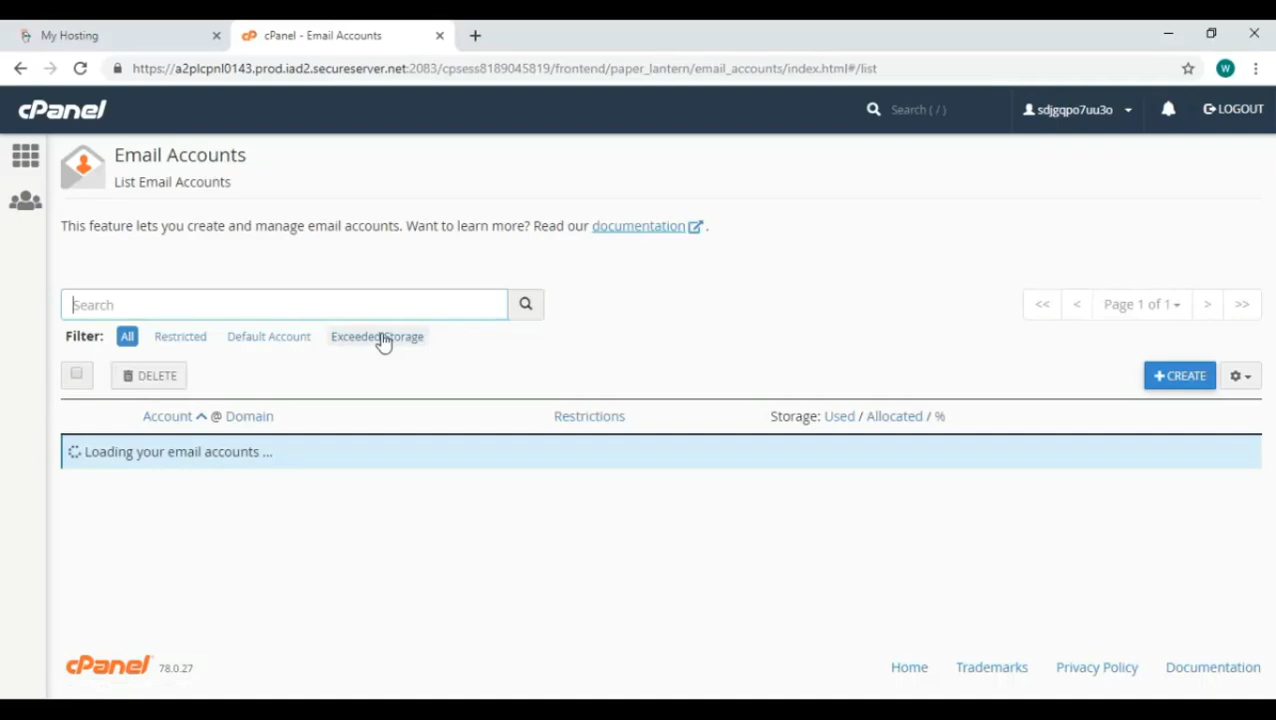 My Hosting
cPanel - Email Accounts
https://a2plcpnl0143.prod.iad2.secureserver.net:2083/cpsess8189045819/frontend/paper_lantern/email_accounts/index.html#/list
W
cPanel
Search ( / )
sdjgqpo7uu3o
LOGOUT
Email Accounts
List Email Accounts
This feature lets you create and manage email accounts. Want to learn more? Read our documentation .
Search
<< < Page 1 of 1 > >>
Filter: All Restricted Default Account Exceeded Storage
DELETE
+ CREATE
Account @ Domain Restrictions Storage: Used / Allocated / %
Loading your email accounts ...
cPanel 78.0.27
Home Trademarks Privacy Policy Documentation